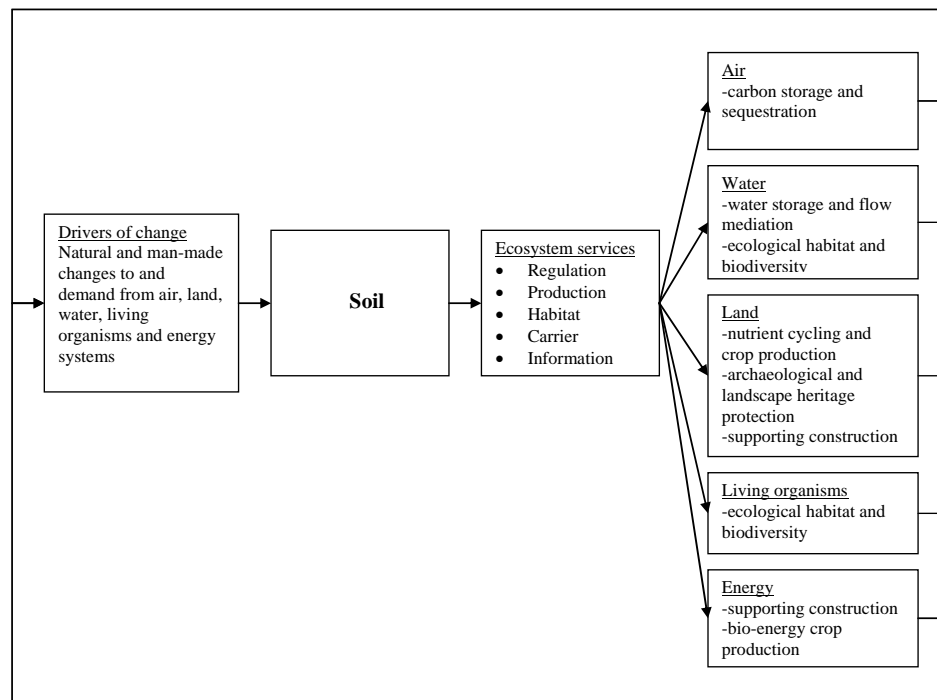 Drivers of change
Natural and man-made
changes to and
demand from air, land,
water, living
organisms and energy
systems
Soil
Ecosystem services
• Regulation
• Production
• Habitat
• Carrier
• Information
Air
-carbon storage and
sequestration
Water
-water storage and flow
mediation
-ecological habitat and
biodiversity
Land
-nutrient cycling and
crop production
-archaeological and
landscape heritage
protection
-supporting construction
Living organisms
-ecological habitat and
biodiversity
Energy
-supporting construction
-bio-energy crop
production